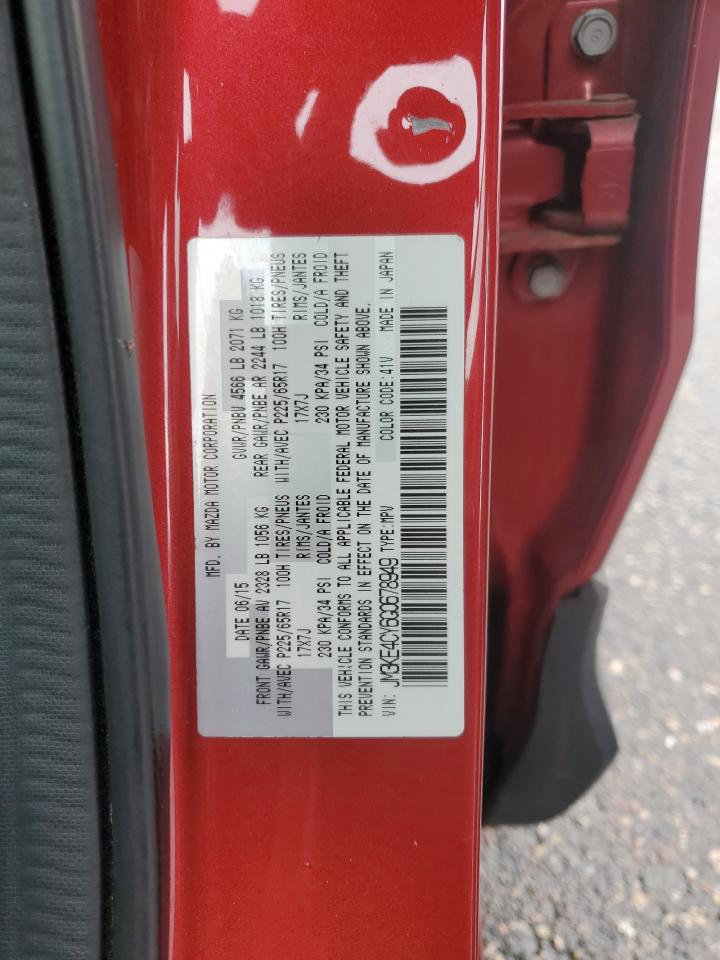 MFD. BY MAZDA MOTOR CORPORATION
DATE 06/15 GVWR/PNBV 4566 LB 2071 KG
FRONT GAWR/PNBE AV 2328 LB 1056 KG REAR GAWR/PNBE AR 2244 LB 1018 KG
WITH/AVEC P225/65R17 100H TIRES/PNEUS WITH/AVEC P225/65R17 100H TIRES/PNEUS
17X7J RIMS/JANTES 17X7J RIMS/JANTES
230 KPA/34 PSI COLD/A FROID 230 KPA/34 PSI COLD/A FROID
THIS VEHICLE CONFORMS TO ALL APPLICABLE FEDERAL MOTOR VEHICLE SAFETY AND THEFT
PREVENTION STANDARDS IN EFFECT ON THE DATE OF MANUFACTURE SHOWN ABOVE.
VIN: JM3KE4CY6G0678949 TYPE:MPV COLOR CODE:41V MADE IN JAPAN